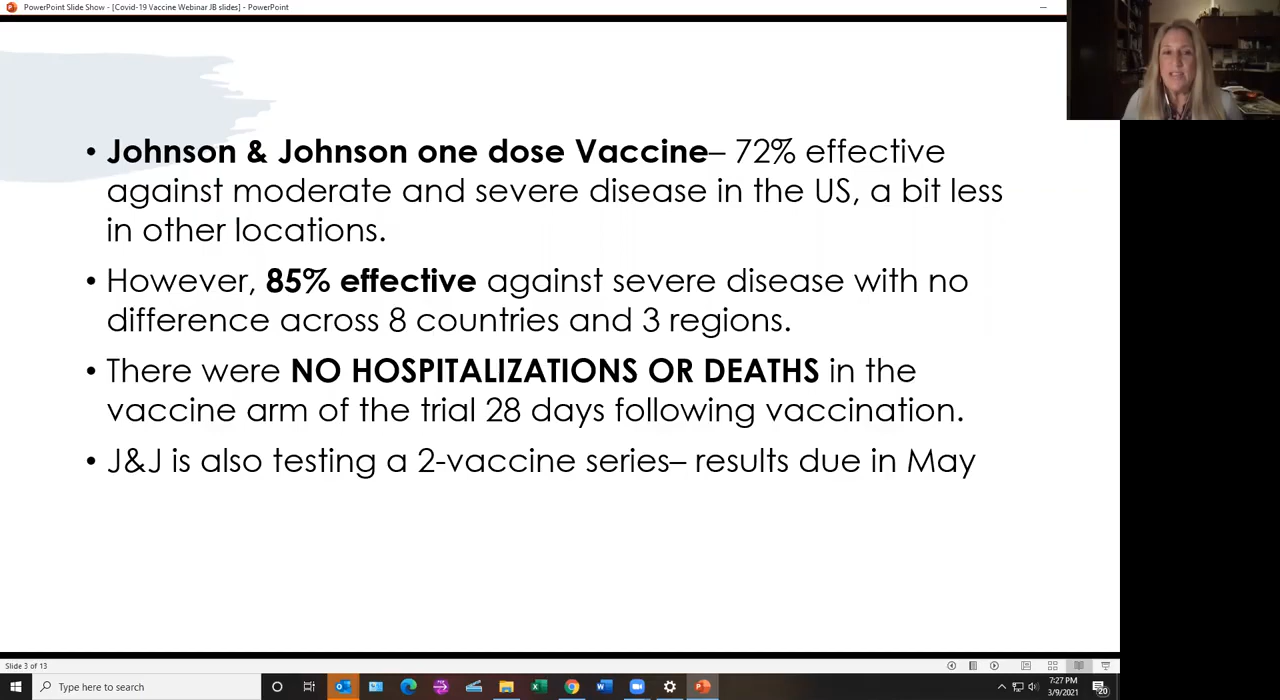 PowerPoint Slide Show - [Covid-19 Vaccine Webinar JB slides] - PowerPoint
• Johnson & Johnson one dose Vaccine– 72% effective
against moderate and severe disease in the US, a bit less
in other locations.
• However, 85% effective against severe disease with no
difference across 8 countries and 3 regions.
• There were NO HOSPITALIZATIONS OR DEATHS in the
vaccine arm of the trial 28 days following vaccination.
• J&J is also testing a 2-vaccine series– results due in May
Slide 3 of 13
Type here to search
7:27 PM
3/9/2021
20